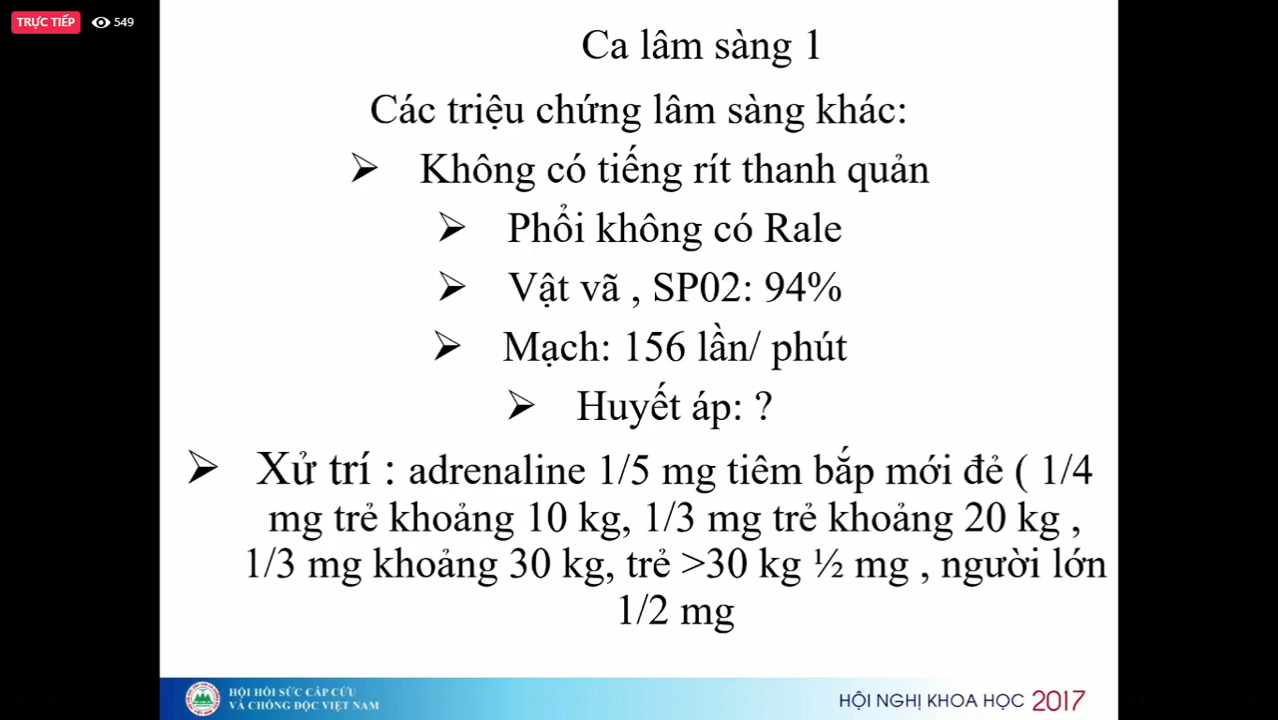 TRỰC TIẾP 549
Ca lâm sàng 1
Các triệu chứng lâm sàng khác:
➢ Không có tiếng rít thanh quản
➢ Phổi không có Rale
➢ Vật vã , SP02: 94%
➢ Mạch: 156 lần/ phút
➢ Huyết áp: ?
➢ Xử trí : adrenaline 1/5 mg tiêm bắp mới đẻ ( 1/4
mg trẻ khoảng 10 kg, 1/3 mg trẻ khoảng 20 kg ,
1/3 mg khoảng 30 kg, trẻ >30 kg ½ mg , người lớn
1/2 mg
HỘI HỒI SỨC CẤP CỨU
VÀ CHỐNG ĐỘC VIỆT NAM
HỘI NGHỊ KHOA HỌC 2017